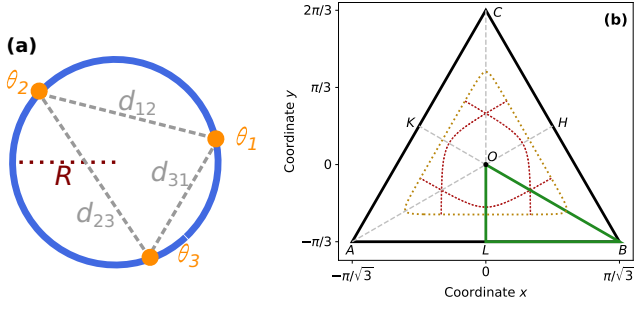 (a)
θ₂
θ₁
d₁₂
R
d₃₁
d₂₃
θ₃
(b)
Coordinate y
2π/3
π/3
0
−π/3
C
K
H
O
A
L
B
−π/√3
0
π/√3
Coordinate x